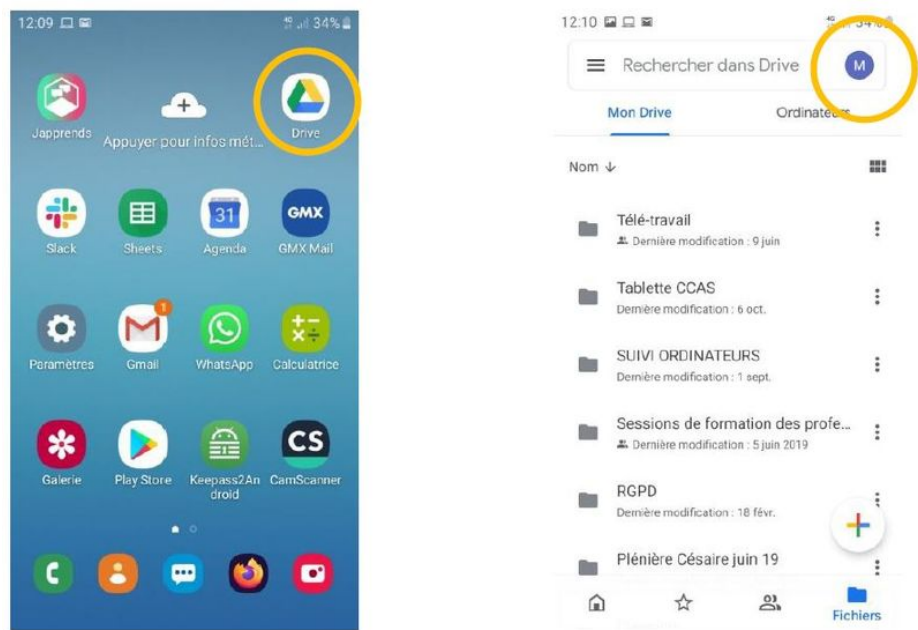 12:09
4G 34%
Japprends
Appuyer pour infos mét...
Drive
Slack
Sheets
31
Agenda
GMX
GMX Mail
Paramètres
1
Gmail
WhatsApp
Calculatrice
Galerie
Play Store
Keepass2An
droid
CS
CamScanner
12:10
34%
Rechercher dans Drive
M
Mon Drive
Ordinateurs
Nom ↓
Télé-travail
Dernière modification : 9 juin
Tablette CCAS
Dernière modification : 6 oct.
SUIVI ORDINATEURS
Dernière modification : 1 sept.
Sessions de formation des profe...
Dernière modification : 5 juin 2019
RGPD
Dernière modification : 18 févr.
Plénière Césaire juin 19
Fichiers